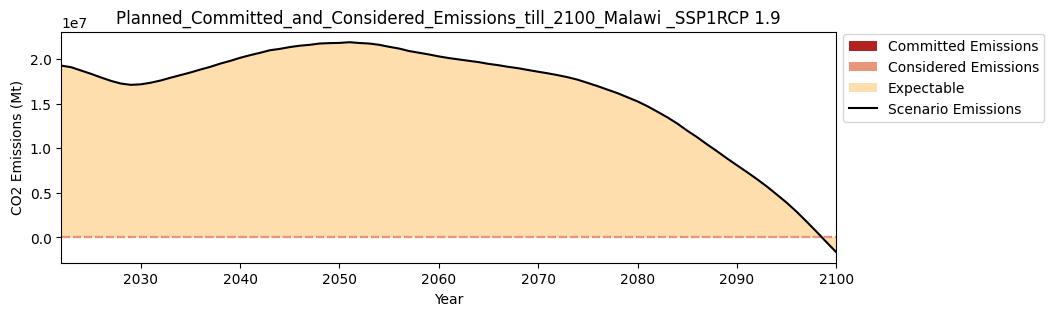 Planned_Committed_and_Considered_Emissions_till_2100_Malawi _SSP1RCP 1.9
1e7
Committed Emissions
Considered Emissions
Expectable
Scenario Emissions
CO2 Emissions (Mt)
2.0
1.5
1.0
0.5
0.0
2030 2040 2050 2060 2070 2080 2090 2100
Year